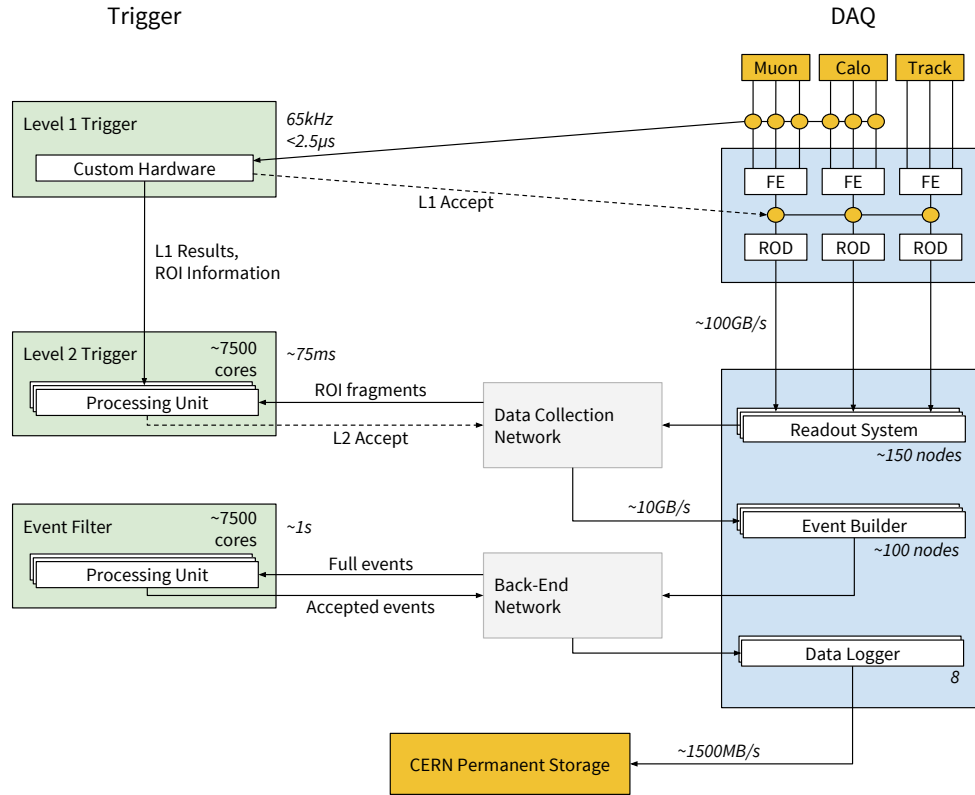 Trigger
DAQ
Muon
Calo
Track
Level 1 Trigger
65kHz
<2.5µs
Custom Hardware
FE
FE
FE
L1 Accept
ROD
ROD
ROD
L1 Results,
ROI Information
~100GB/s
Level 2 Trigger
~7500
cores
~75ms
Processing Unit
ROI fragments
L2 Accept
Data Collection
Network
Readout System
~150 nodes
~10GB/s
Event Filter
~7500
cores
~1s
Event Builder
~100 nodes
Processing Unit
Full events
Accepted events
Back-End
Network
Data Logger
8
~1500MB/s
CERN Permanent Storage